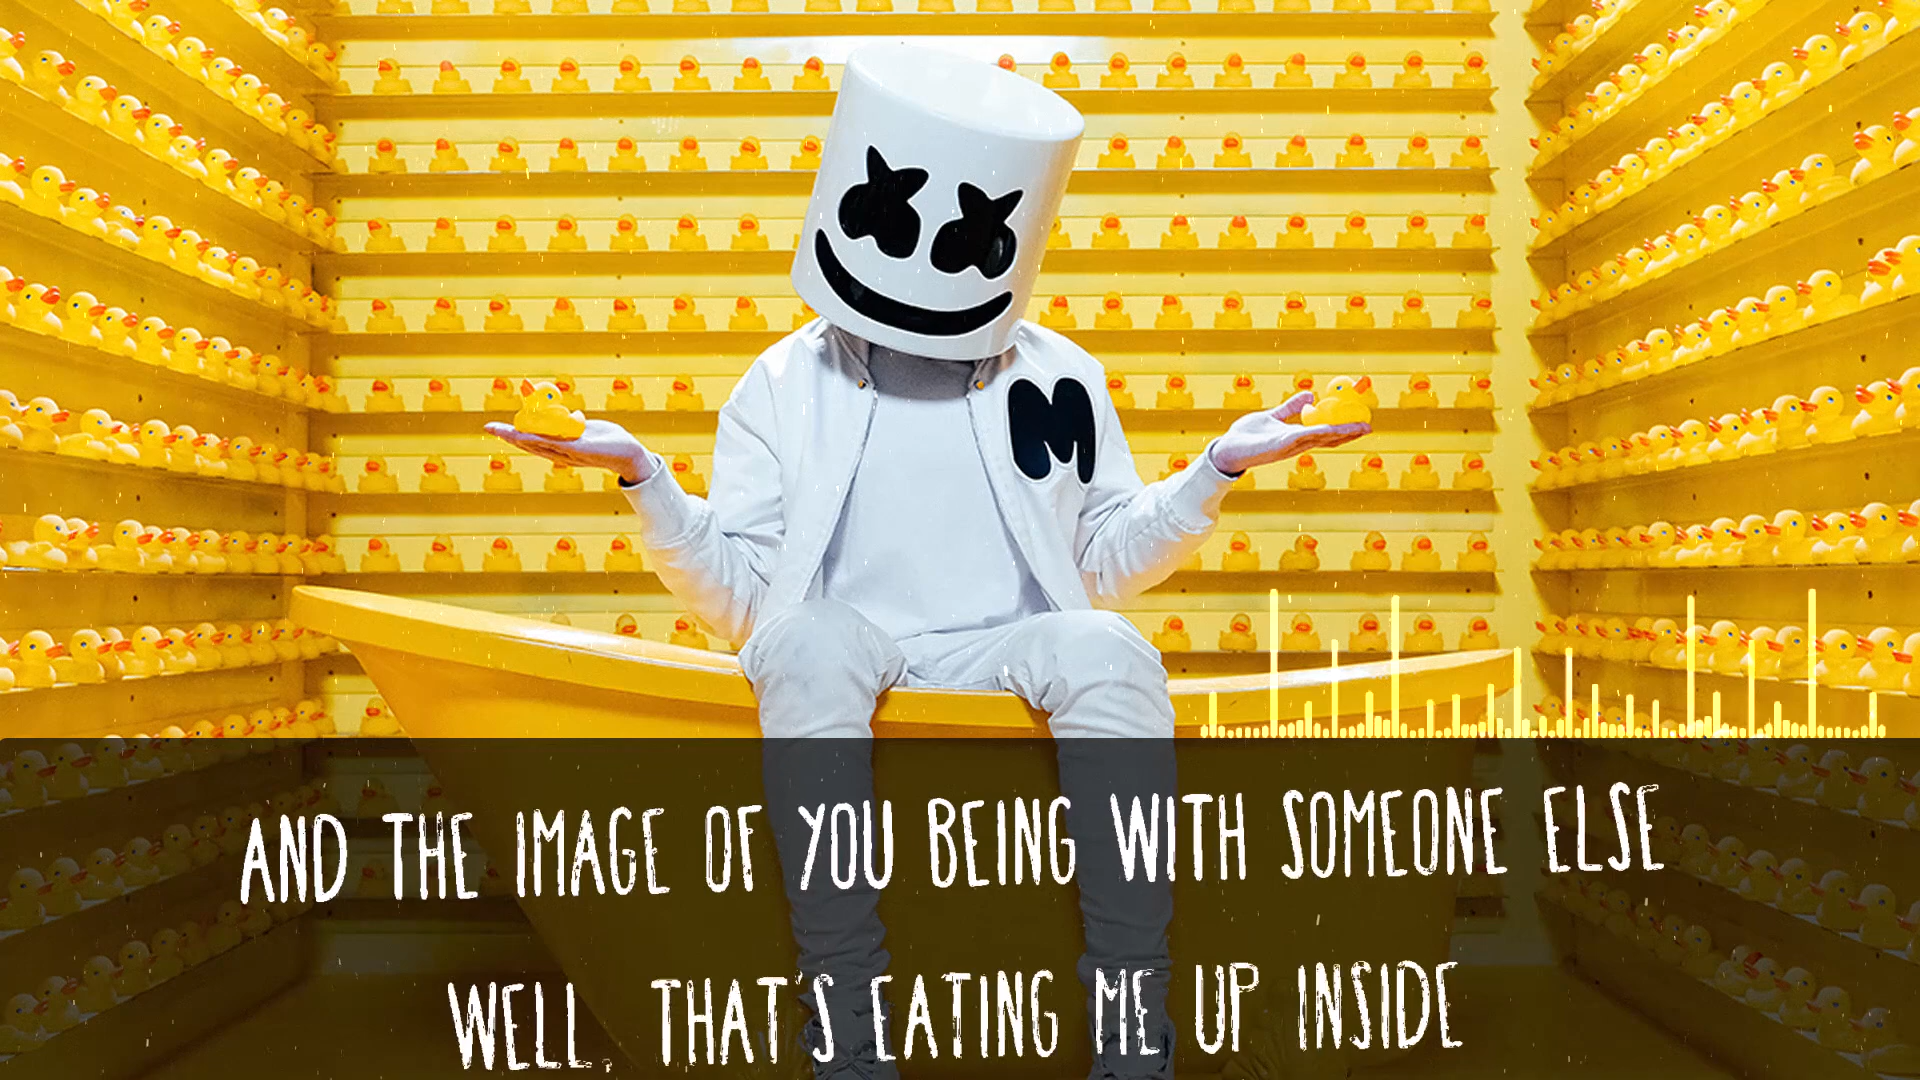 M
AND THE IMAGE OF YOU BEING WITH SOMEONE ELSE
WELL, THAT'S EATING ME UP INSIDE